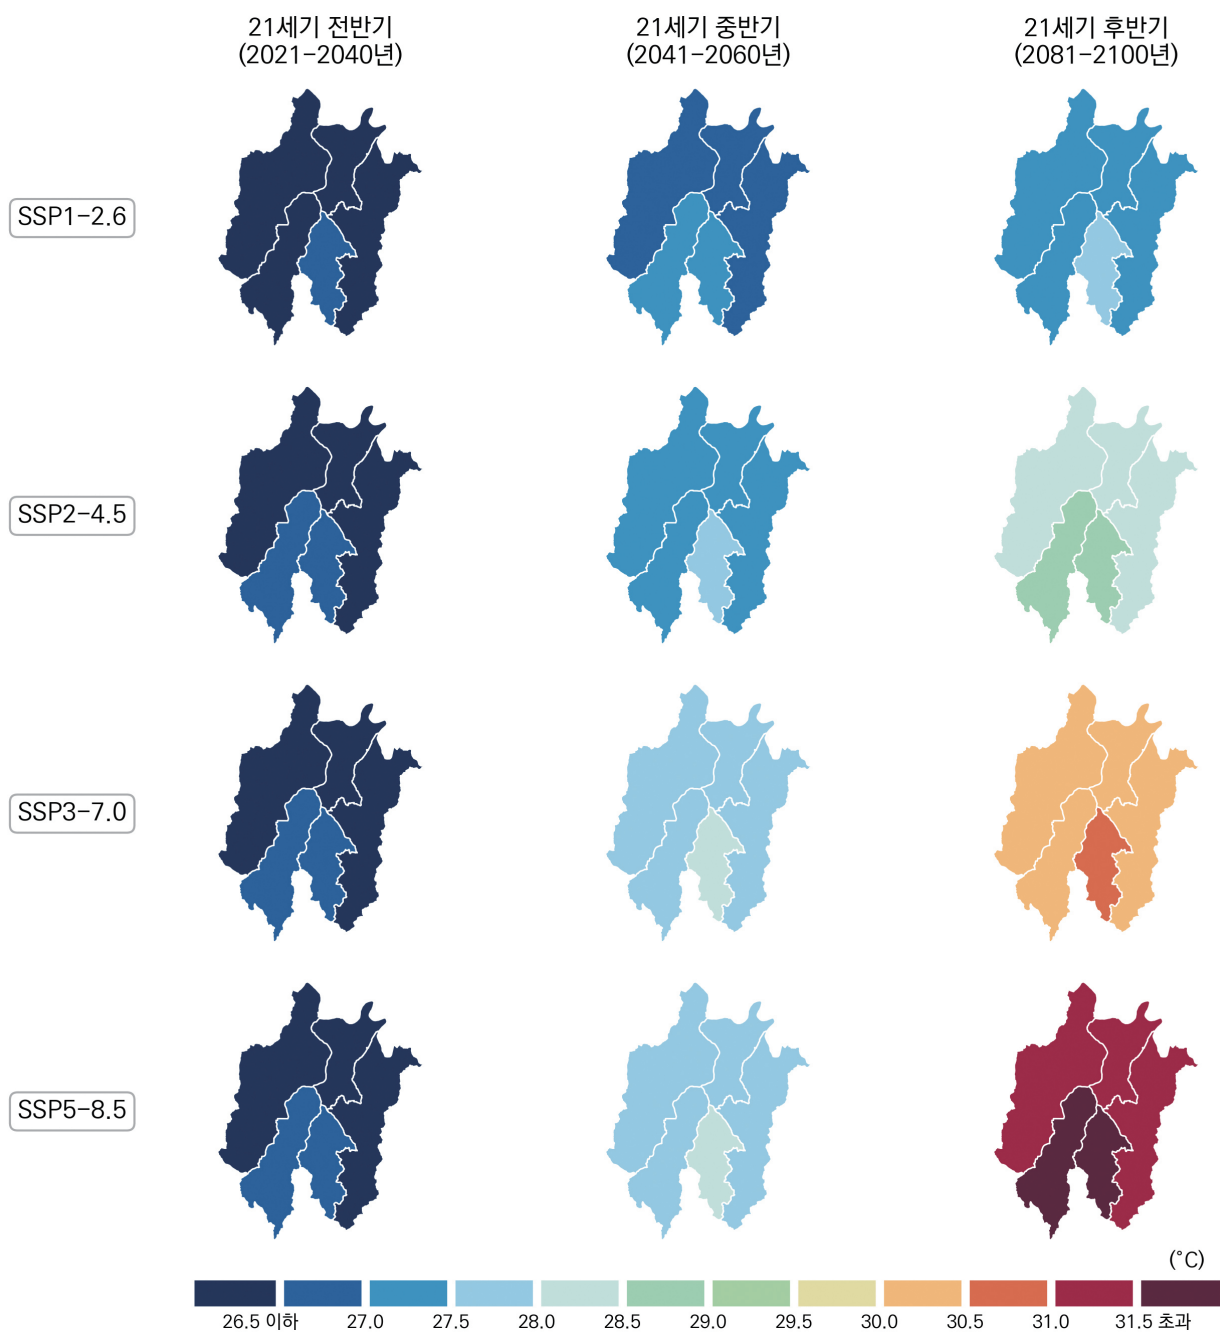 21세기 전반기
(2021-2040년)
21세기 중반기
(2041-2060년)
21세기 후반기
(2081-2100년)
SSP1-2.6
SSP2-4.5
SSP3-7.0
SSP5-8.5
(°C)
26.5 이하 27.0 27.5 28.0 28.5 29.0 29.5 30.0 30.5 31.0 31.5 초과